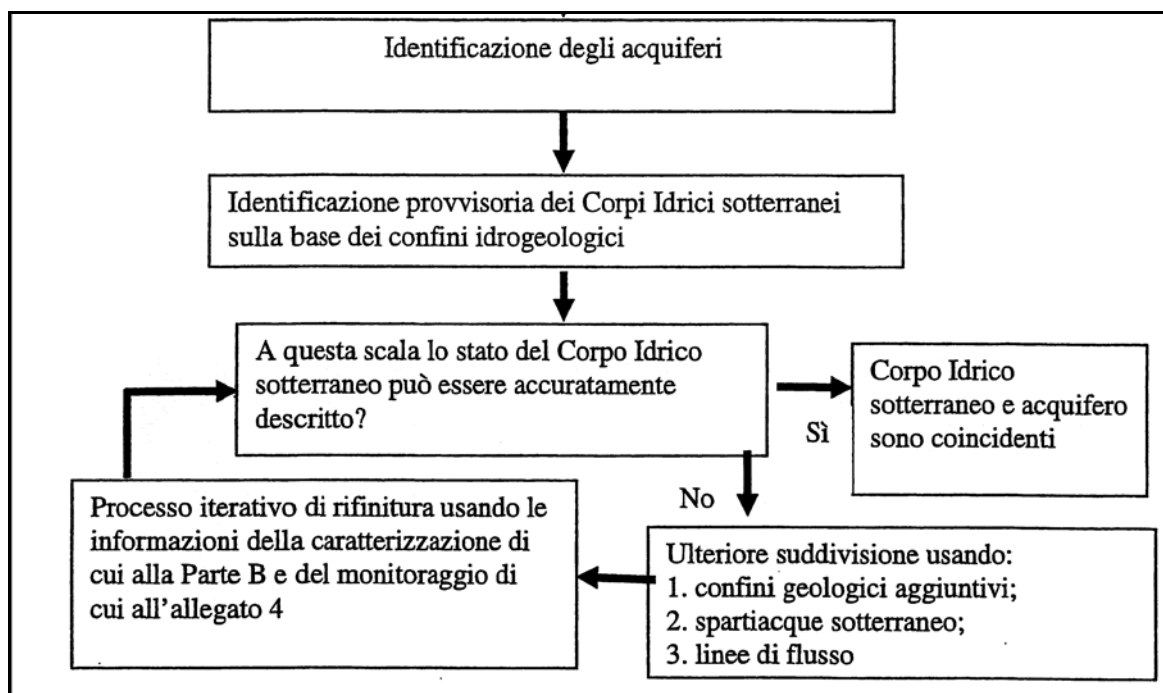 Identificazione degli acquiferi
Identificazione provvisoria dei Corpi Idrici sotterranei
sulla base dei confini idrogeologici
A questa scala lo stato del Corpo Idrico
sotterraneo può essere accuratamente
descritto?
Sì
Corpo Idrico
sotterraneo e acquifero
sono coincidenti
No
Ulteriore suddivisione usando:
1. confini geologici aggiuntivi;
2. spartiacque sotterraneo;
3. linee di flusso
Processo iterativo di rifinitura usando le
informazioni della caratterizzazione di
cui alla Parte B e del monitoraggio di
cui all'allegato 4